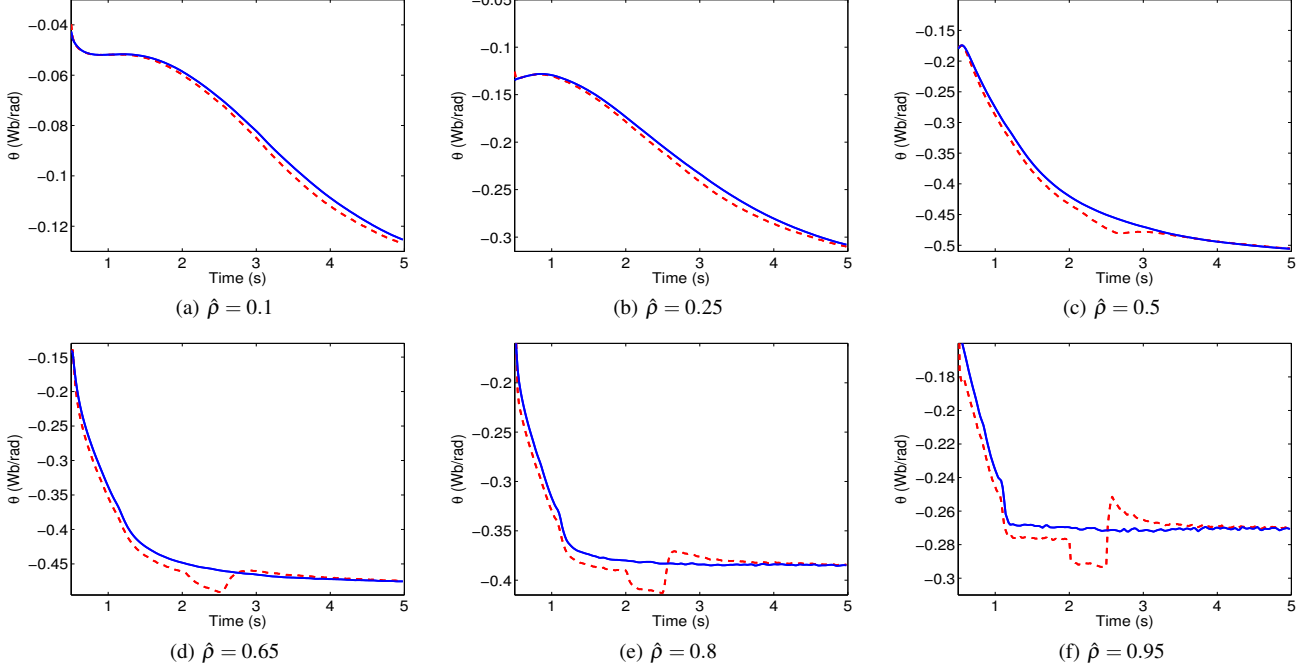 −0.04
−0.06
−0.08
−0.1
−0.12
θ (Wb/rad)
1 2 3 4 5
Time (s)
(a) ρ̂ = 0.1
−0.05
−0.1
−0.15
−0.2
−0.25
−0.3
θ (Wb/rad)
1 2 3 4 5
Time (s)
(b) ρ̂ = 0.25
−0.15
−0.2
−0.25
−0.3
−0.35
−0.4
−0.45
−0.5
θ (Wb/rad)
1 2 3 4 5
Time (s)
(c) ρ̂ = 0.5
−0.15
−0.2
−0.25
−0.3
−0.35
−0.4
−0.45
θ (Wb/rad)
1 2 3 4 5
Time (s)
(d) ρ̂ = 0.65
−0.2
−0.25
−0.3
−0.35
−0.4
θ (Wb/rad)
1 2 3 4 5
Time (s)
(e) ρ̂ = 0.8
−0.18
−0.2
−0.22
−0.24
−0.26
−0.28
−0.3
θ (Wb/rad)
1 2 3 4 5
Time (s)
(f) ρ̂ = 0.95